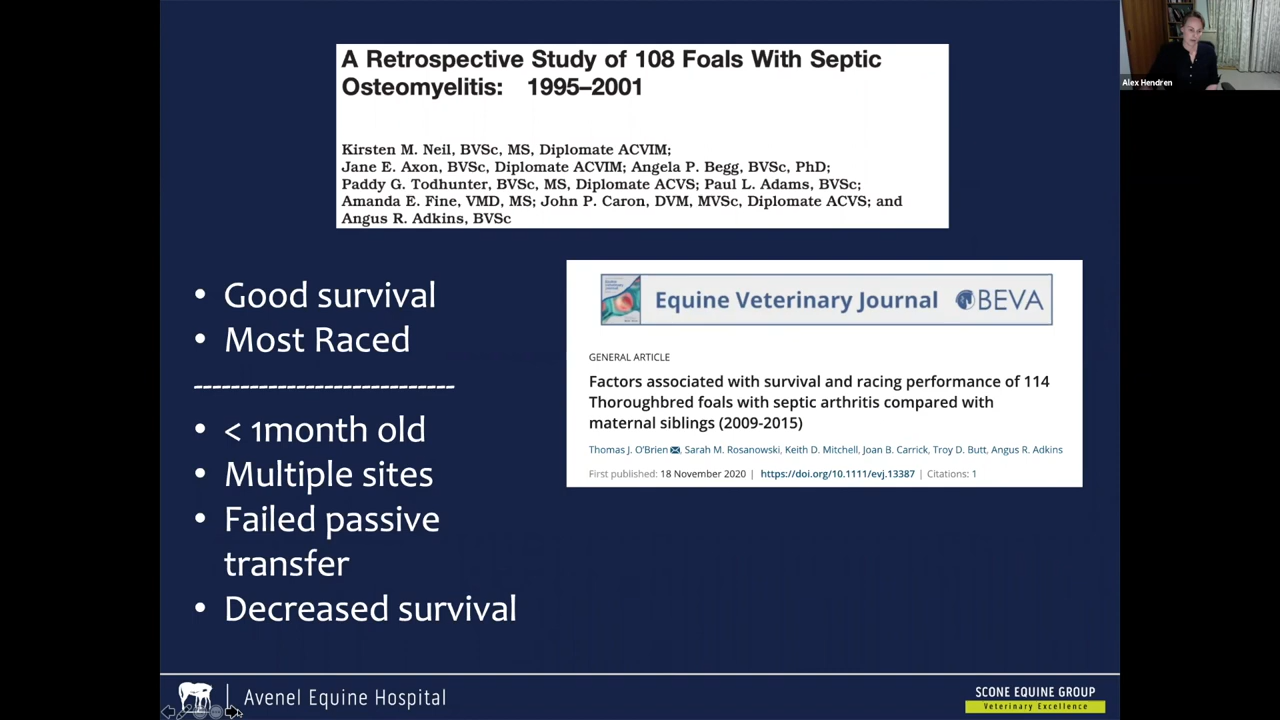 A Retrospective Study of 108 Foals With Septic
Osteomyelitis: 1995–2001
Kirsten M. Neil, BVSc, MS, Diplomate ACVIM;
Jane E. Axon, BVSc, Diplomate ACVIM; Angela P. Begg, BVSc, PhD;
Paddy G. Todhunter, BVSc, MS, Diplomate ACVS; Paul L. Adams, BVSc;
Amanda E. Fine, VMD, MS; John P. Caron, DVM, MVSc, Diplomate ACVS; and
Angus R. Adkins, BVSc
Alex Hendren
• Good survival
• Most Raced
----------------------------
• < 1month old
• Multiple sites
• Failed passive
transfer
• Decreased survival
Equine Veterinary Journal BEVA
GENERAL ARTICLE
Factors associated with survival and racing performance of 114
Thoroughbred foals with septic arthritis compared with
maternal siblings (2009-2015)
Thomas J. O'Brien, Sarah M. Rosanowski, Keith D. Mitchell, Joan B. Carrick, Troy D. Butt, Angus R. Adkins
First published: 18 November 2020 | https://doi.org/10.1111/evj.13387 | Citations: 1
Avenel Equine Hospital
SCONE EQUINE GROUP
Veterinary Excellence